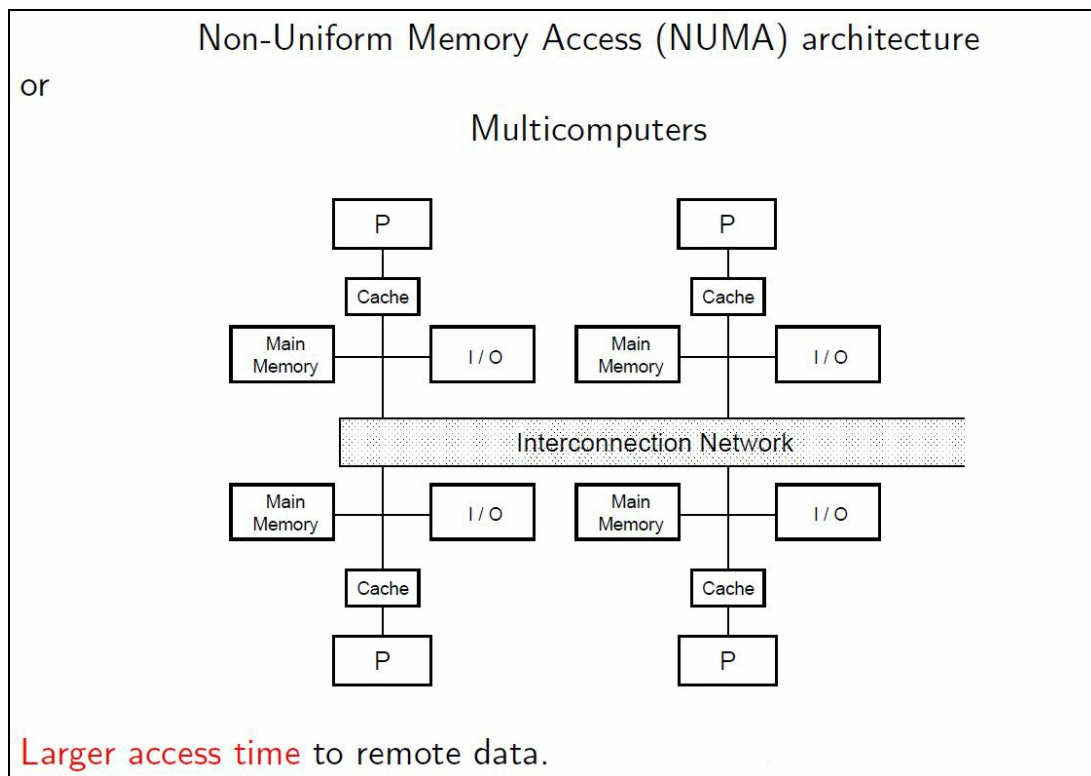 Non-Uniform Memory Access (NUMA) architecture
or
Multicomputers
P
P
Cache
Cache
Main
Memory
I / O
Main
Memory
I / O
Interconnection Network
Main
Memory
I / O
Main
Memory
I / O
Cache
Cache
P
P
Larger access time to remote data.